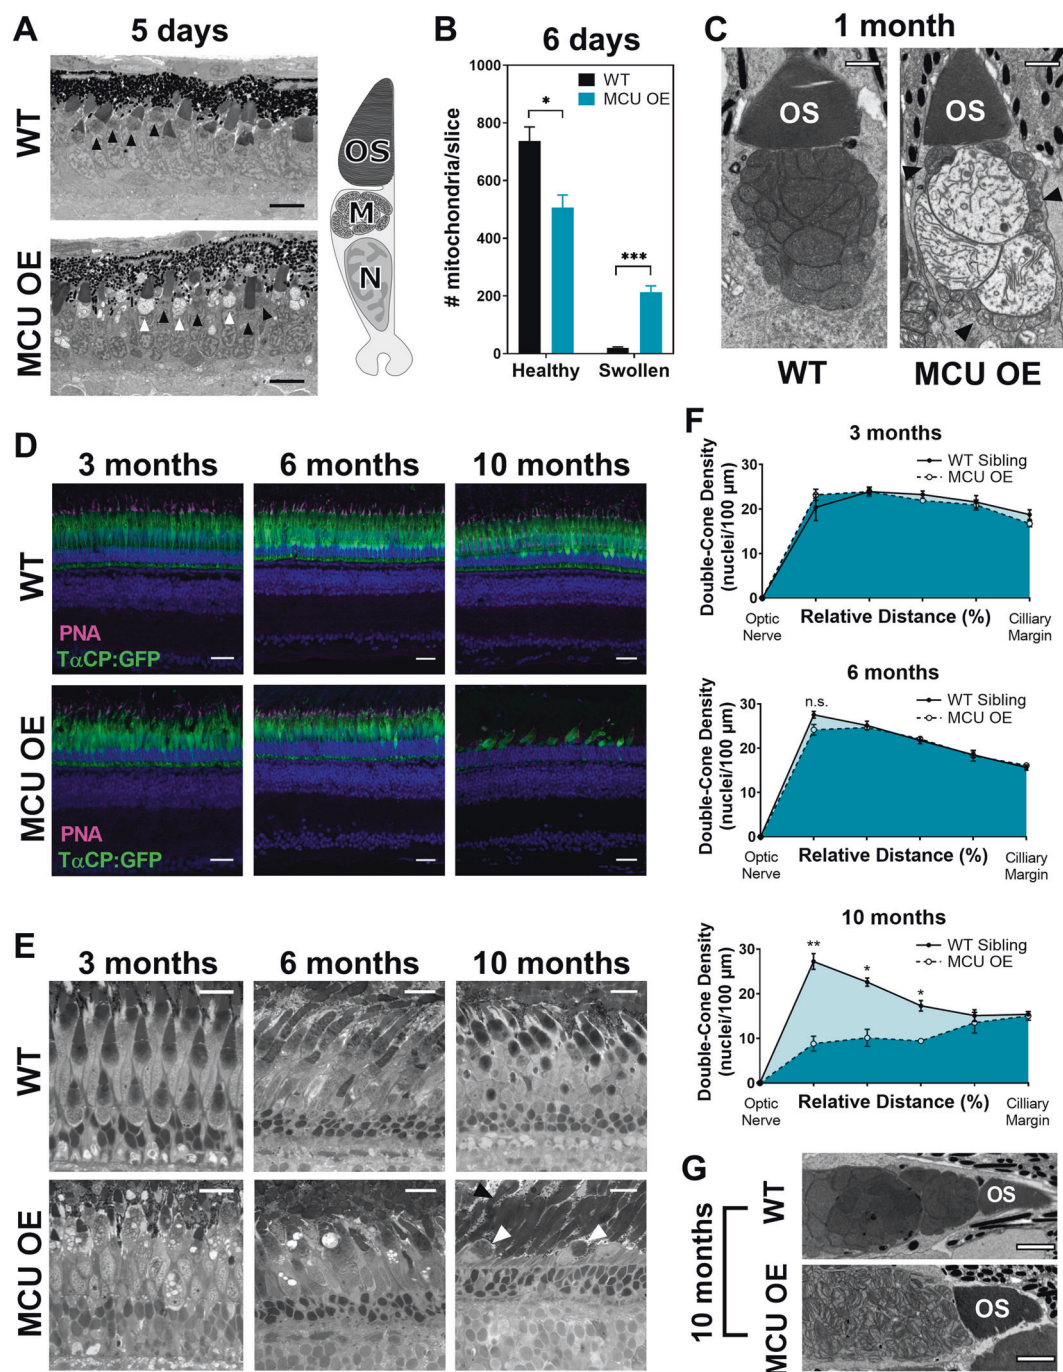 A
5 days
WT
MCU OE
OS
M
N
B
6 days
# mitochondria/slice
1000
800
600
400
200
0
WT
MCU OE
*
***
Healthy
Swollen
C
1 month
OS
OS
WT
MCU OE
D
3 months
6 months
10 months
WT
PNA
TαCP:GFP
MCU OE
PNA
TαCP:GFP
E
3 months
6 months
10 months
WT
MCU OE
F
3 months
Double-Cone Density
(nuclei/100 µm)
30
20
10
0
WT Sibling
MCU OE
Optic
Nerve
Relative Distance (%)
Cilliary
Margin
6 months
Double-Cone Density
(nuclei/100 µm)
30
20
10
0
n.s.
WT Sibling
MCU OE
Optic
Nerve
Relative Distance (%)
Cilliary
Margin
10 months
Double-Cone Density
(nuclei/100 µm)
30
20
10
0
**
*
*
WT Sibling
MCU OE
Optic
Nerve
Relative Distance (%)
Cilliary
Margin
G
10 months
WT
OS
MCU OE
OS